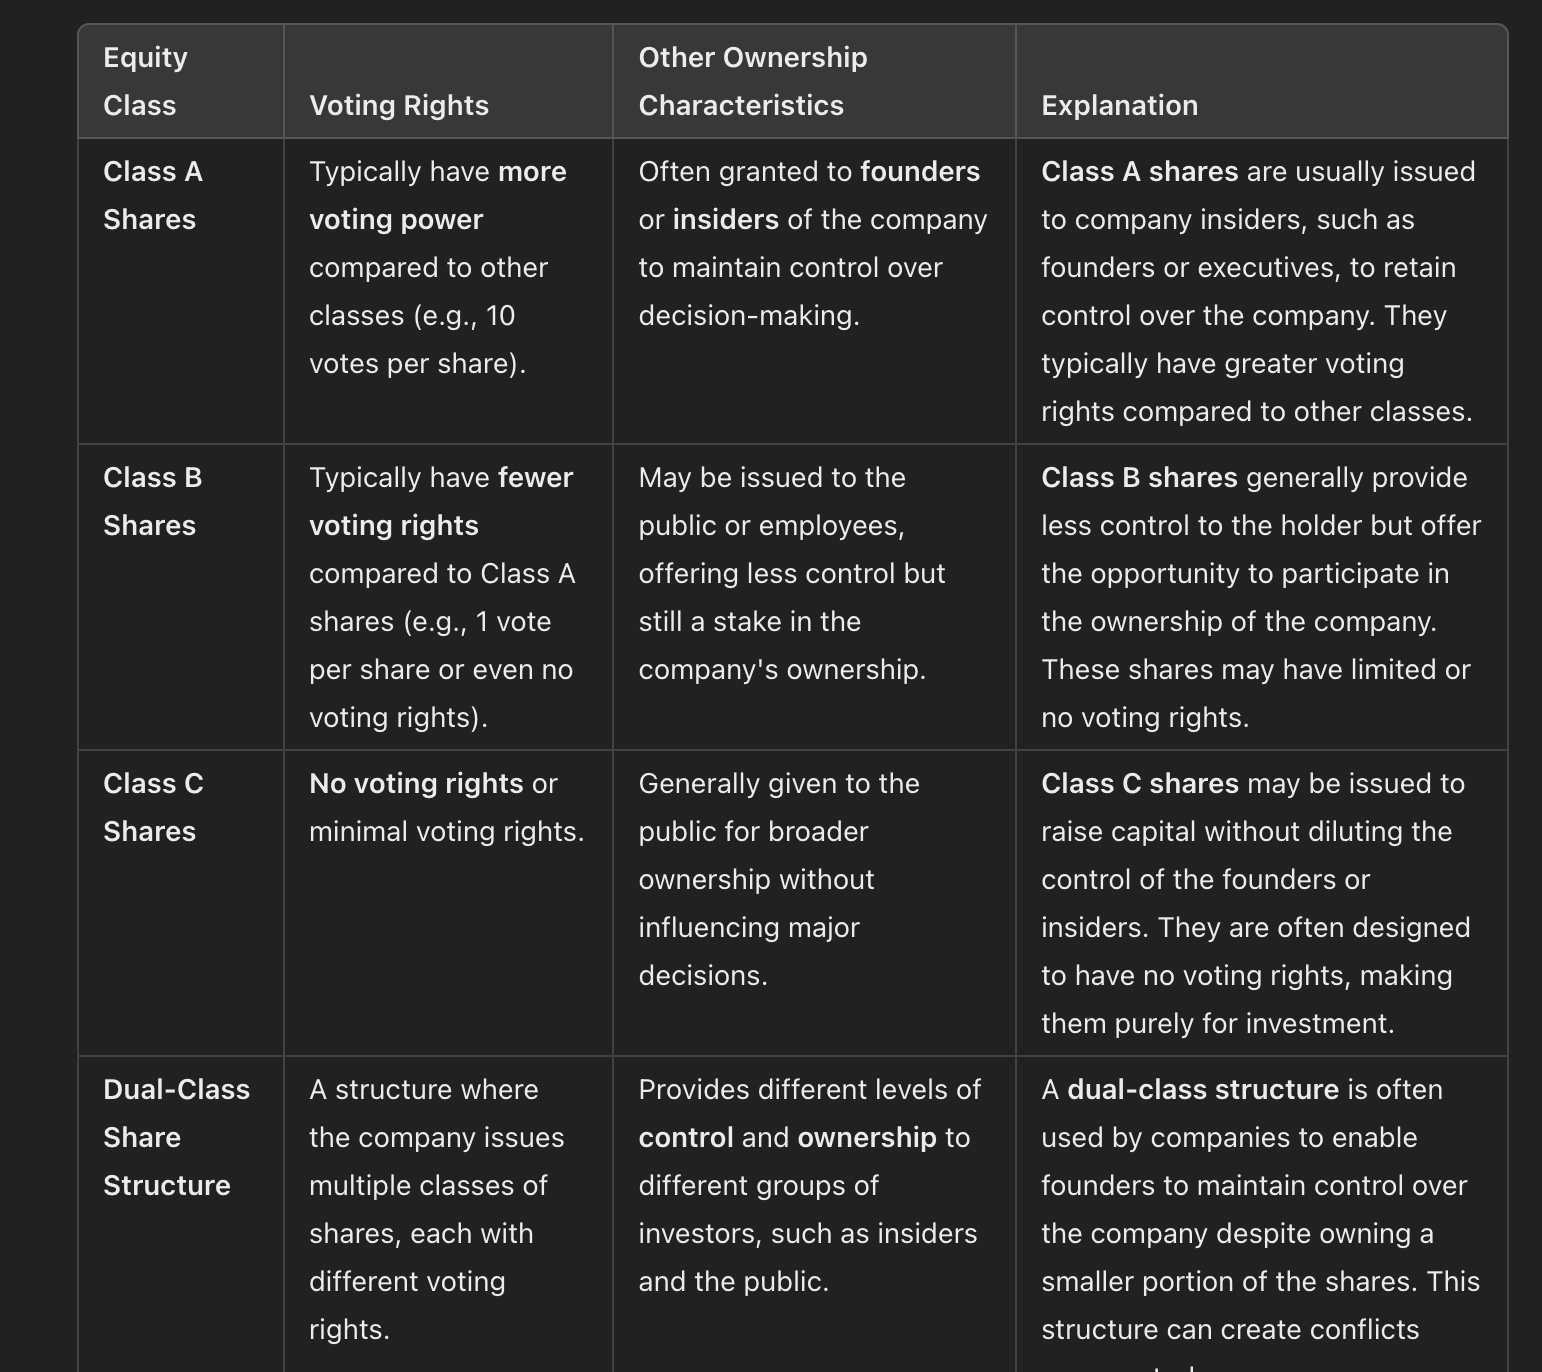 Equity
Class
Voting Rights
Other Ownership
Characteristics
Explanation
Class A
Shares
Typically have more
voting power
compared to other
classes (e.g., 10
votes per share).
Often granted to founders
or insiders of the company
to maintain control over
decision-making.
Class A shares are usually issued
to company insiders, such as
founders or executives, to retain
control over the company. They
typically have greater voting
rights compared to other classes.
Class B
Shares
Typically have fewer
voting rights
compared to Class A
shares (e.g., 1 vote
per share or even no
voting rights).
May be issued to the
public or employees,
offering less control but
still a stake in the
company's ownership.
Class B shares generally provide
less control to the holder but offer
the opportunity to participate in
the ownership of the company.
These shares may have limited or
no voting rights.
Class C
Shares
No voting rights or
minimal voting rights.
Generally given to the
public for broader
ownership without
influencing major
decisions.
Class C shares may be issued to
raise capital without diluting the
control of the founders or
insiders. They are often designed
to have no voting rights, making
them purely for investment.
Dual-Class
Share
Structure
A structure where
the company issues
multiple classes of
shares, each with
different voting
rights.
Provides different levels of
control and ownership to
different groups of
investors, such as insiders
and the public.
A dual-class structure is often
used by companies to enable
founders to maintain control over
the company despite owning a
smaller portion of the shares. This
structure can create conflicts